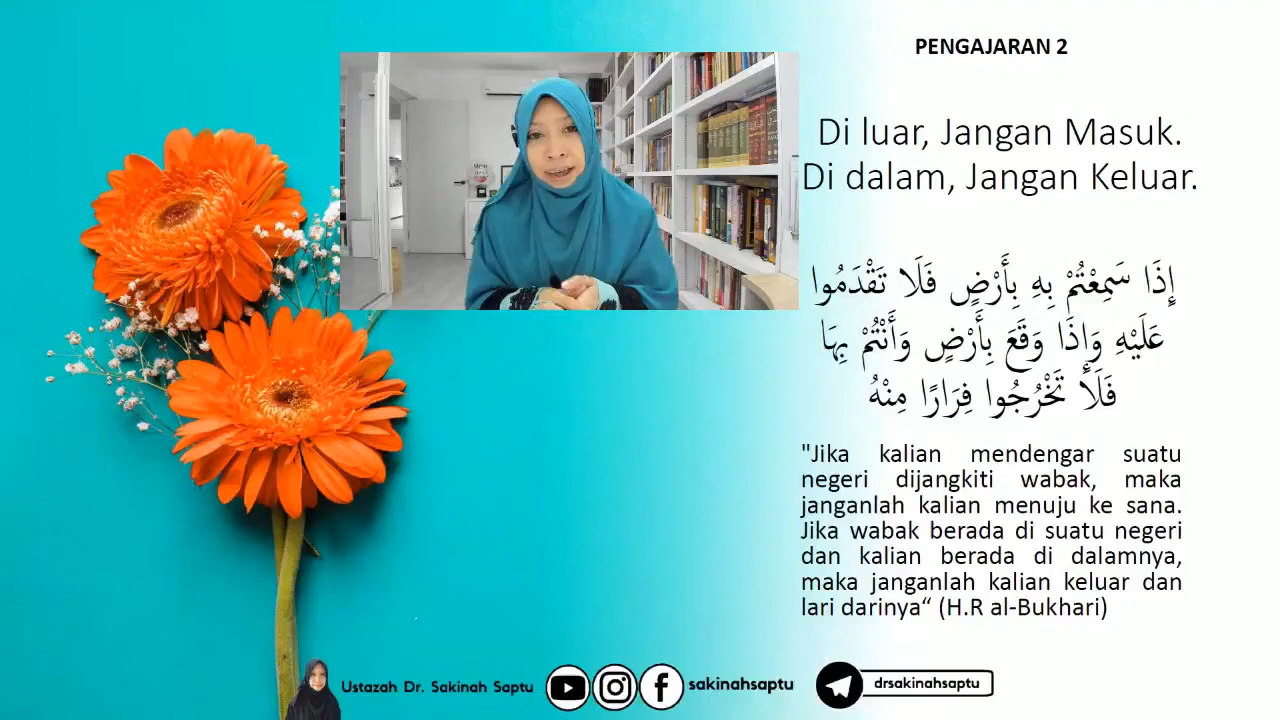 PENGAJARAN 2
Di luar, Jangan Masuk.
Di dalam, Jangan Keluar.
إِذَا سَمِعْتُمْ بِهِ بِأَرْضٍ فَلَا تَقْدَمُوا
عَلَيْهِ وَإِذَا وَقَعَ بِأَرْضٍ وَأَنْتُمْ بِهَا
فَلَا تَخْرُجُوا فِرَارًا مِنْهُ
"Jika kalian mendengar suatu
negeri dijangkiti wabak, maka
janganlah kalian menuju ke sana.
Jika wabak berada di suatu negeri
dan kalian berada di dalamnya,
maka janganlah kalian keluar dan
lari darinya“ (H.R al-Bukhari)
Ustazah Dr. Sakinah Saptu
sakinahsaptu
drsakinahsaptu